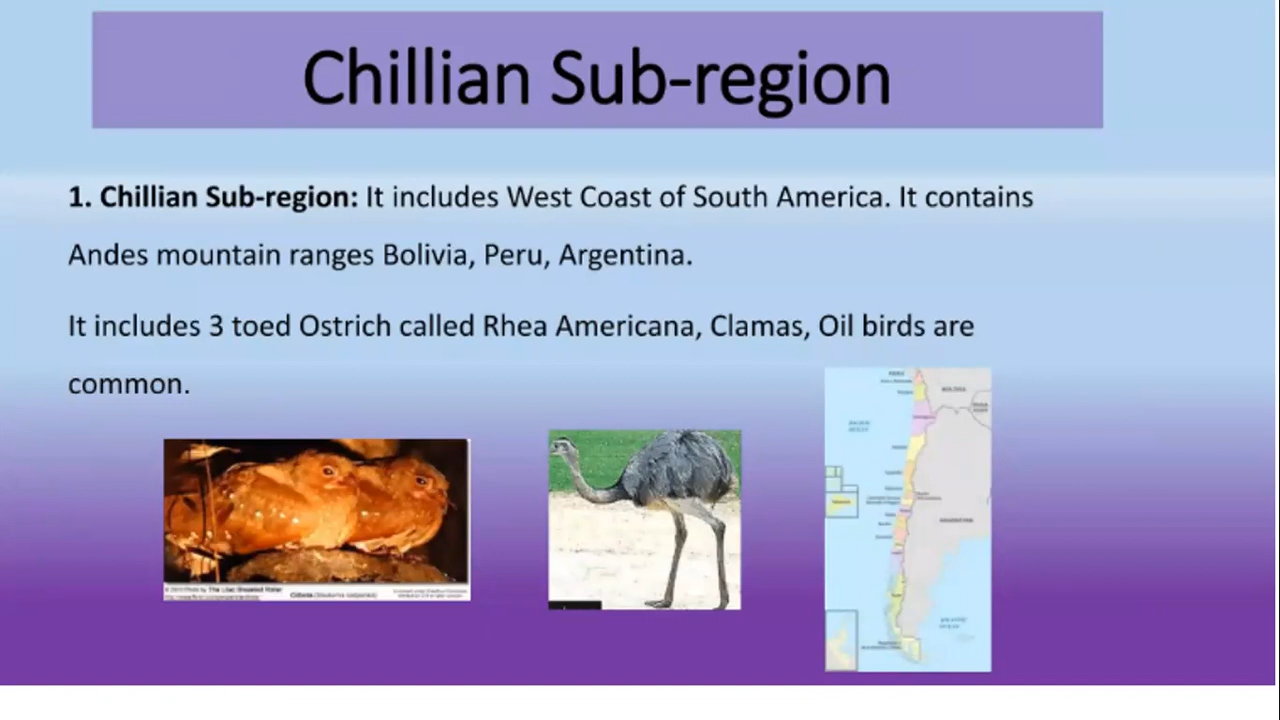 Chillian Sub-region
1. Chillian Sub-region: It includes West Coast of South America. It contains
Andes mountain ranges Bolivia, Peru, Argentina.
It includes 3 toed Ostrich called Rhea Americana, Clamas, Oil birds are
common.